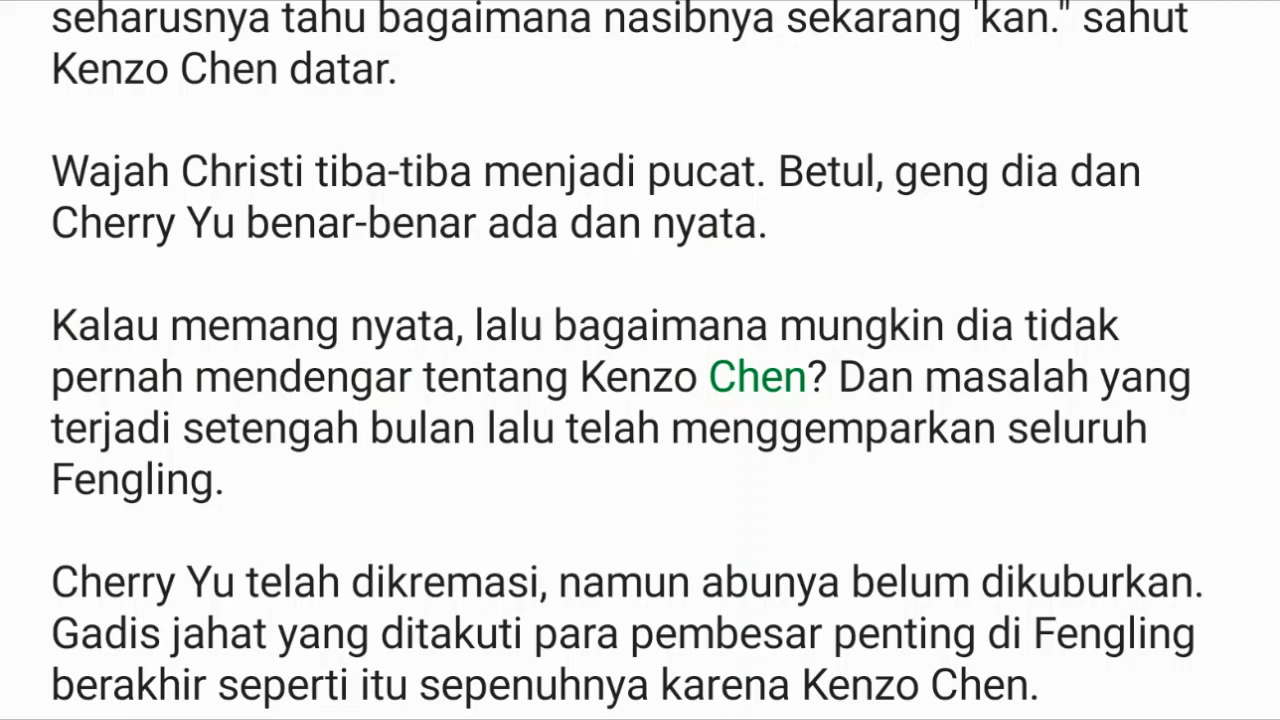 seharusnya tahu bagaimana nasibnya sekarang 'kan." sahut
Kenzo Chen datar.
Wajah Christi tiba-tiba menjadi pucat. Betul, geng dia dan
Cherry Yu benar-benar ada dan nyata.
Kalau memang nyata, lalu bagaimana mungkin dia tidak
pernah mendengar tentang Kenzo Chen? Dan masalah yang
terjadi setengah bulan lalu telah menggemparkan seluruh
Fengling.
Cherry Yu telah dikremasi, namun abunya belum dikuburkan.
Gadis jahat yang ditakuti para pembesar penting di Fengling
berakhir seperti itu sepenuhnya karena Kenzo Chen.